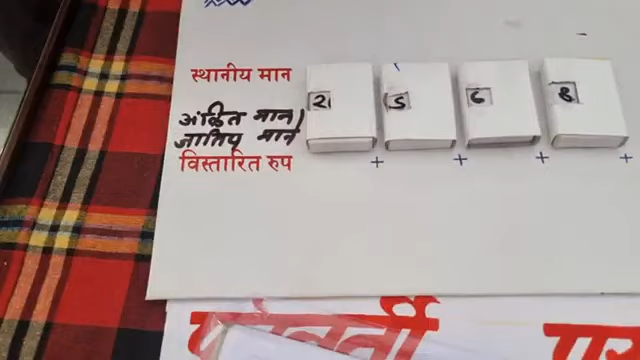 स्थानीय मान
2 5 6 8
अंकित मान/
जातिय मान
विस्तारित रुप + + + +